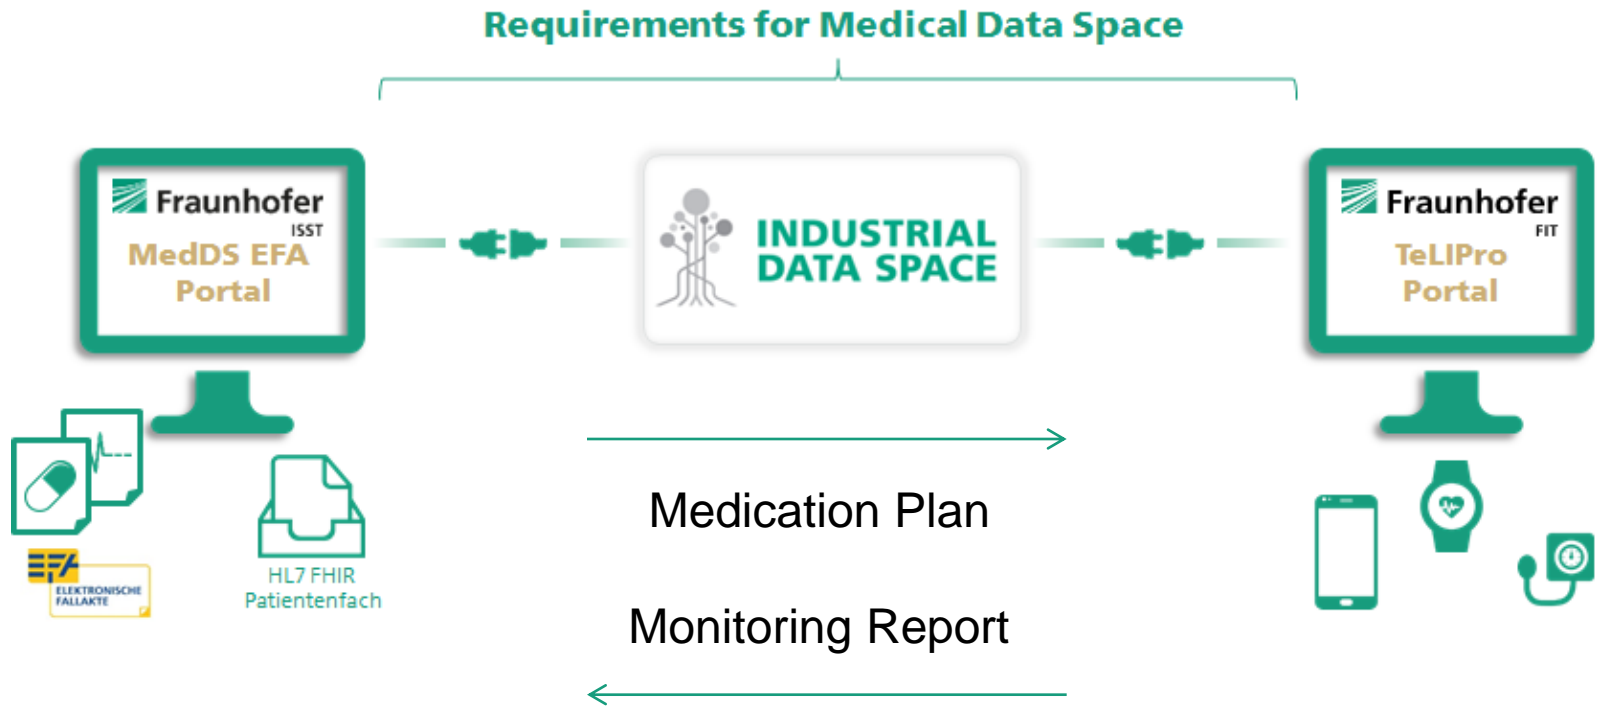 Requirements for Medical Data Space
Fraunhofer
ISST
MedDS EFA
Portal
INDUSTRIAL
DATA SPACE
Fraunhofer
FIT
TeLIPro
Portal
EFA
ELEKTRONISCHE
FALLAKTE
HL7 FHIR
Patientenfach
Medication Plan
Monitoring Report